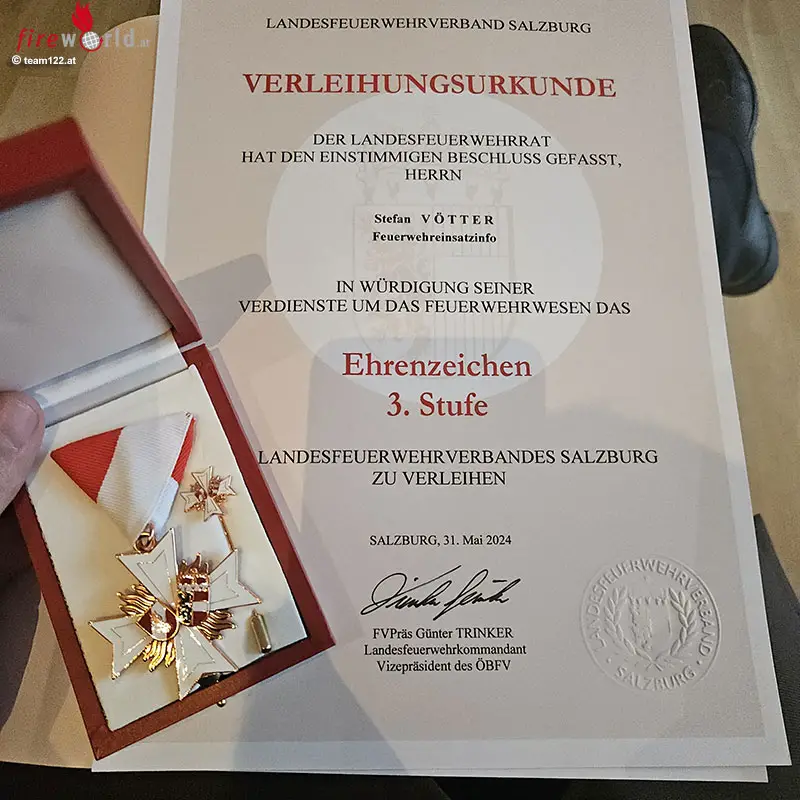 fireworld.at
© team122.at
LANDESFEUERWEHRVERBAND SALZBURG
VERLEIHUNGSURKUNDE
DER LANDESFEUERWEHRRAT
HAT DEN EINSTIMMIGEN BESCHLUSS GEFASST,
HERRN
Stefan VÖTTER
Feuerwehreinsatzinfo
IN WÜRDIGUNG SEINER
VERDIENSTE UM DAS FEUERWEHRWESEN DAS
Ehrenzeichen
3. Stufe
LANDESFEUERWEHRVERBANDES SALZBURG
ZU VERLEIHEN
SALZBURG, 31. Mai 2024
FVPräs Günter TRINKER
Landesfeuerwehrkommandant
Vizepräsident des ÖBFV
LANDESFEUERWEHRVERBAND
SALZBURG